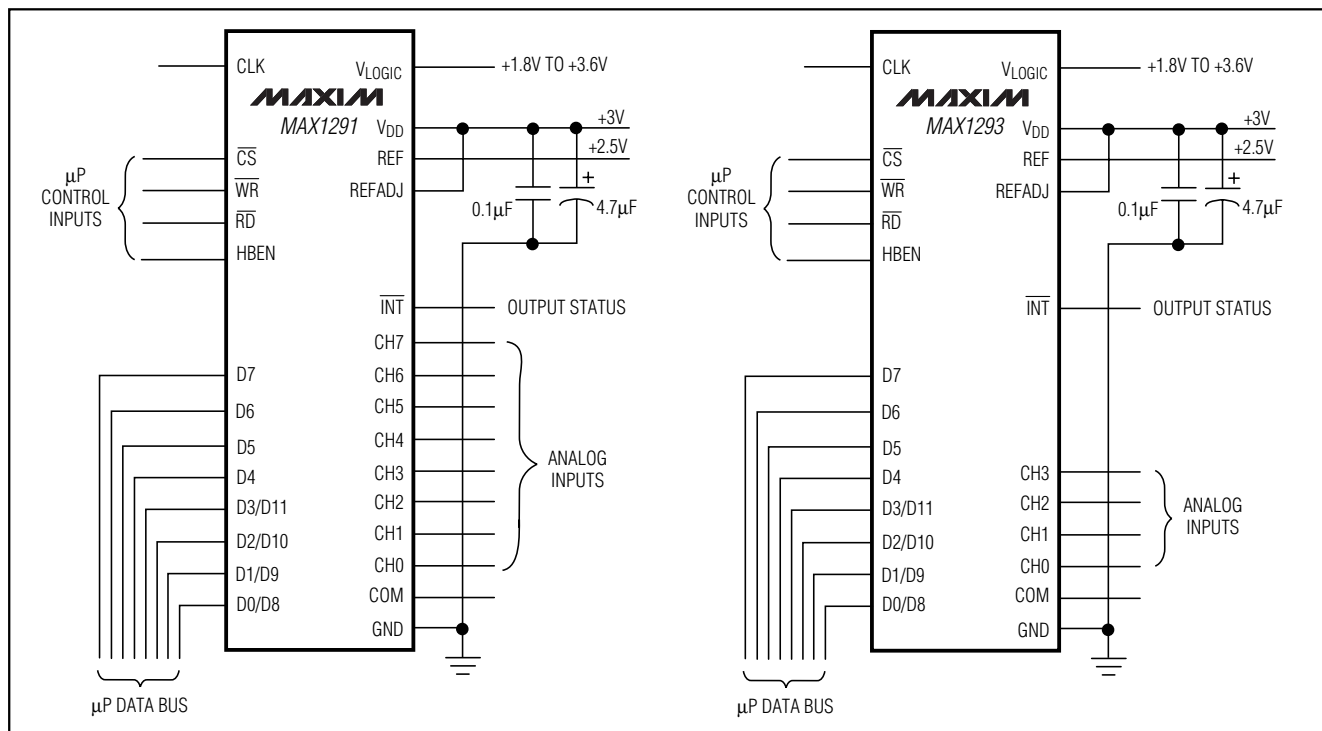 CLK
VLOGIC
+1.8V TO +3.6V
MAXIM
MAX1291
VDD
+3V
REF
+2.5V
REFADJ
+
0.1µF
4.7µF
µP
CONTROL
INPUTS
CS
WR
RD
HBEN
INT
OUTPUT STATUS
CH7
CH6
CH5
CH4
CH3
CH2
CH1
CH0
ANALOG
INPUTS
COM
GND
D7
D6
D5
D4
D3/D11
D2/D10
D1/D9
D0/D8
µP DATA BUS
CLK
VLOGIC
+1.8V TO +3.6V
MAXIM
MAX1293
VDD
+3V
REF
+2.5V
REFADJ
+
0.1µF
4.7µF
µP
CONTROL
INPUTS
CS
WR
RD
HBEN
INT
OUTPUT STATUS
CH3
CH2
CH1
CH0
ANALOG
INPUTS
COM
GND
D7
D6
D5
D4
D3/D11
D2/D10
D1/D9
D0/D8
µP DATA BUS